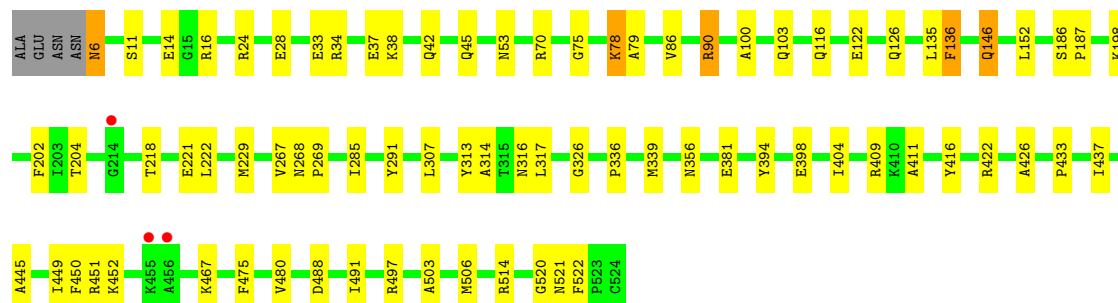 ALA GLU ASN ASN N6 S11 E14 G15 R16 R24 E28 E33 R34 E37 K38 Q42 Q45 N53 R70 G75 K78 A79 V86 R90 A100 Q103 Q116 E122 Q126 L135 F136 Q146 L152 S186 P187 K198
F202 I203 T204 G214 T218 E221 L222 M229 V267 N268 P269 I285 Y291 L307 Y313 A314 T315 N316 L317 G326 P336 M339 N356 E381 Y394 E398 I404 R409 K410 A411 Y416 R422 A426 P433 I437
A445 I449 F450 R451 K452 K455 A456 K467 F475 V480 D488 I491 R497 A503 M506 R514 G520 N521 F522 P523 C524